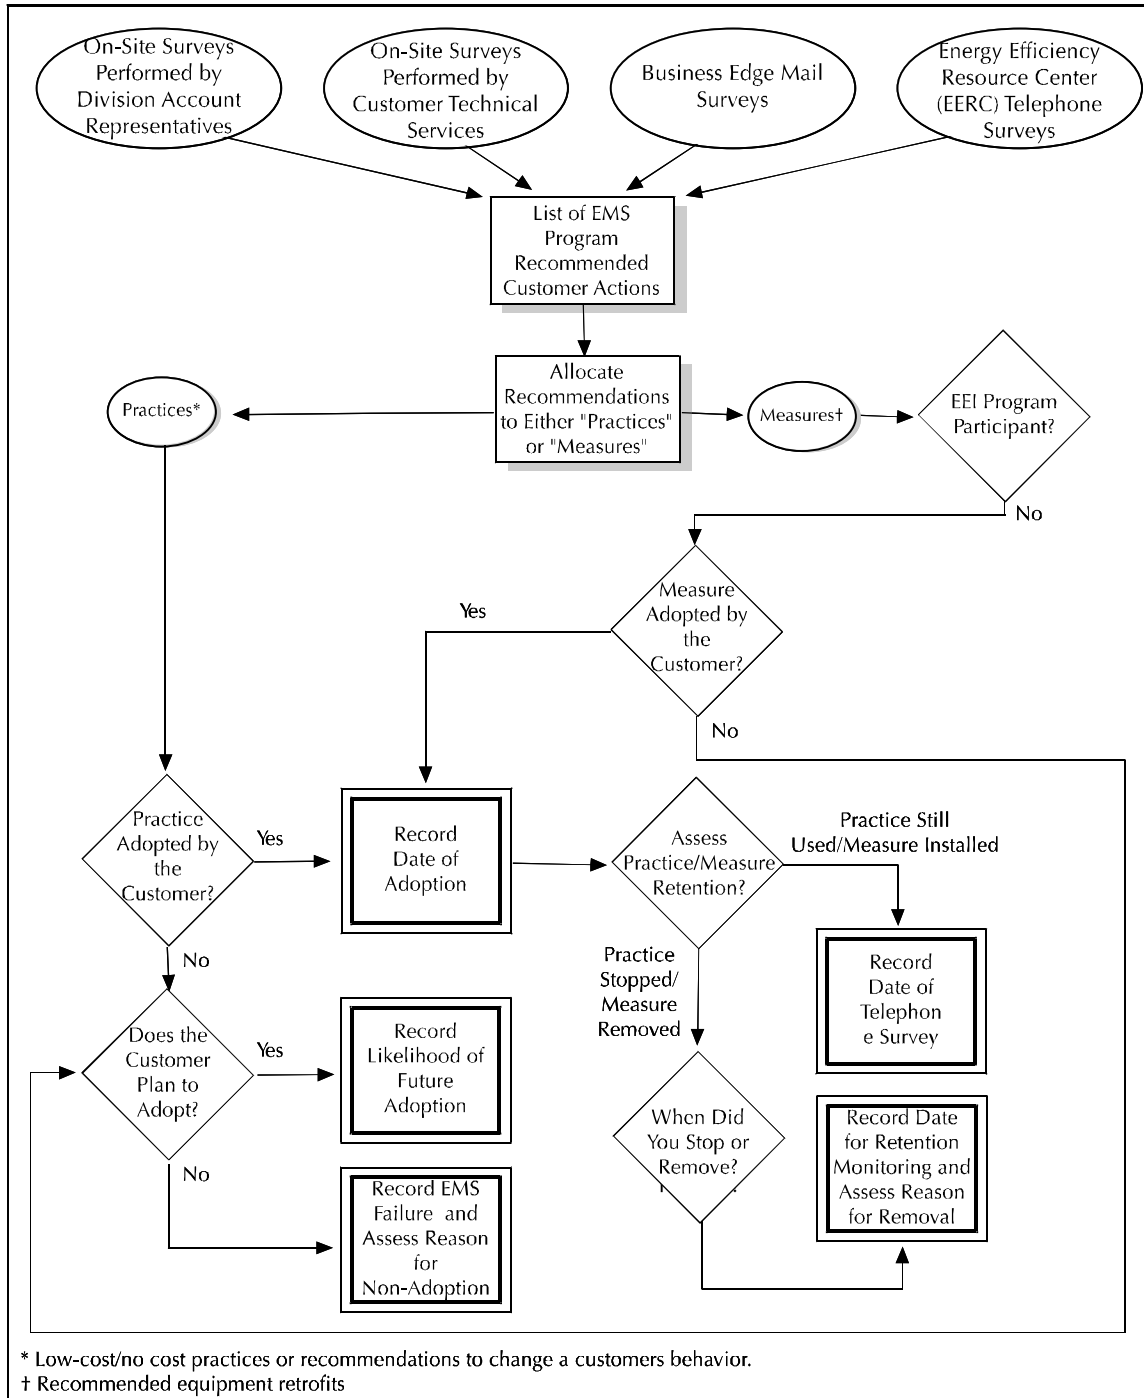 On-Site Surveys
Performed by
Division Account
Representatives
On-Site Surveys
Performed by
Customer Technical
Services
Business Edge Mail
Surveys
Energy Efficiency
Resource Center
(EERC) Telephone
Surveys
List of EMS
Program
Recommended
Customer Actions
Allocate
Recommendations
to Either "Practices"
or "Measures"
Practices*
Measures†
EEI Program
Participant?
No
Measure
Adopted by
the
Customer?
Yes
No
Practice
Adopted by
the
Customer?
Yes
Record
Date of
Adoption
Assess
Practice/Measure
Retention?
Practice Still
Used/Measure Installed
No
Practice
Stopped/
Measure
Removed
Record
Date of
Telephon
e Survey
Does the
Customer
Plan to
Adopt?
Yes
Record
Likelihood of
Future
Adoption
When Did
You Stop or
Remove?
Record Date
for Retention
Monitoring and
Assess Reason
for Removal
No
Record EMS
Failure and
Assess Reason
for
Non-Adoption
* Low-cost/no cost practices or recommendations to change a customers behavior.
† Recommended equipment retrofits